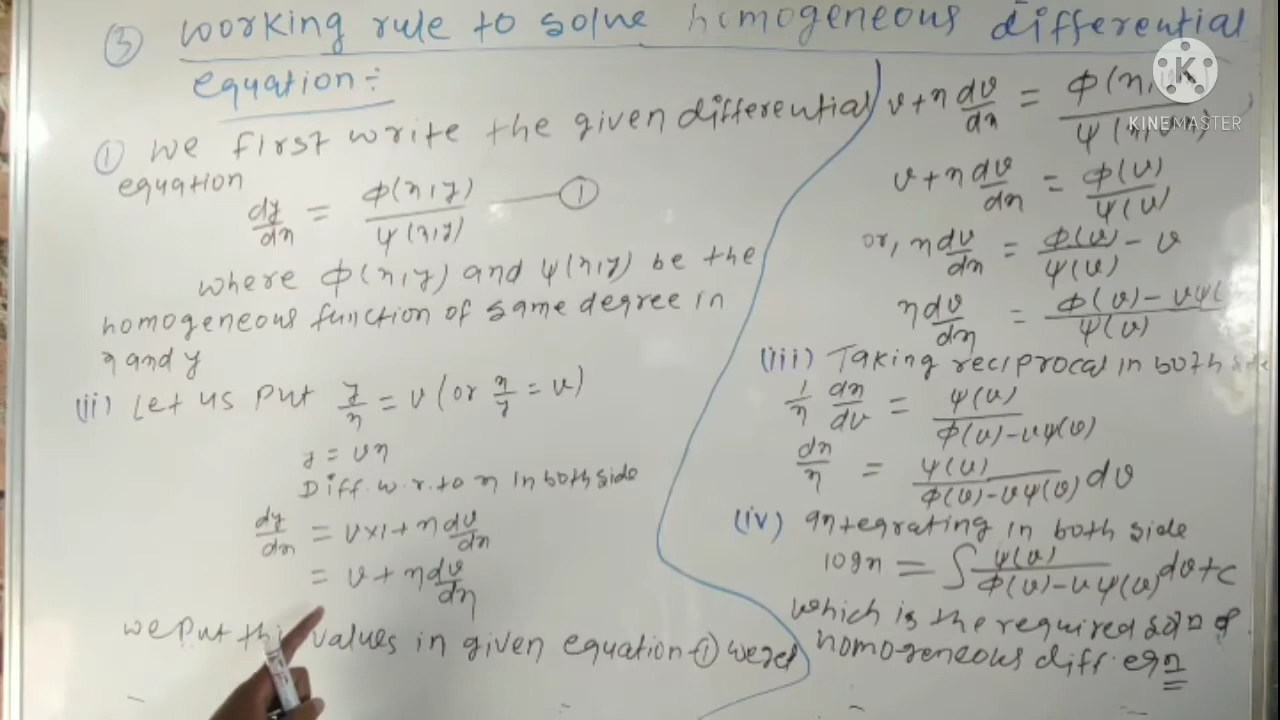 ③ working rule to solve homogeneous differential
equation÷
① we first write the given differential
equation
dy/dx = ϕ(x,y)/ψ(x,y) — ①
where ϕ(x,y) and ψ(x,y) be the
homogeneous function of same degree in
x and y
(ii) Let us put y/x = v (or x/y = v)
y = vx
Diff. w.r.to x in both side
dy/dx = v×1 + x dv/dx
= v + x dv/dx
we put this values in given equation-① we
v + x dv/dx = ϕ(x,
ψ(x,
v + x dv/dx = ϕ(v)/ψ(v)
or, x dv/dx = ϕ(v)/ψ(v) - v
x dv/dx = ϕ(v) - vψ(/ψ(v)
(iii) Taking reciprocal in both side
1/x dx/dv = ψ(v)/ϕ(v)-vψ(v)
dx/x = ψ(v)/ϕ(v)-vψ(v) dv
(iv) Integrating in both side
logx = ∫ψ(v)/ϕ(v)-vψ(v) dv+c
which is the required solⁿ of
homogeneous diff. eqn
K
KINEMASTER